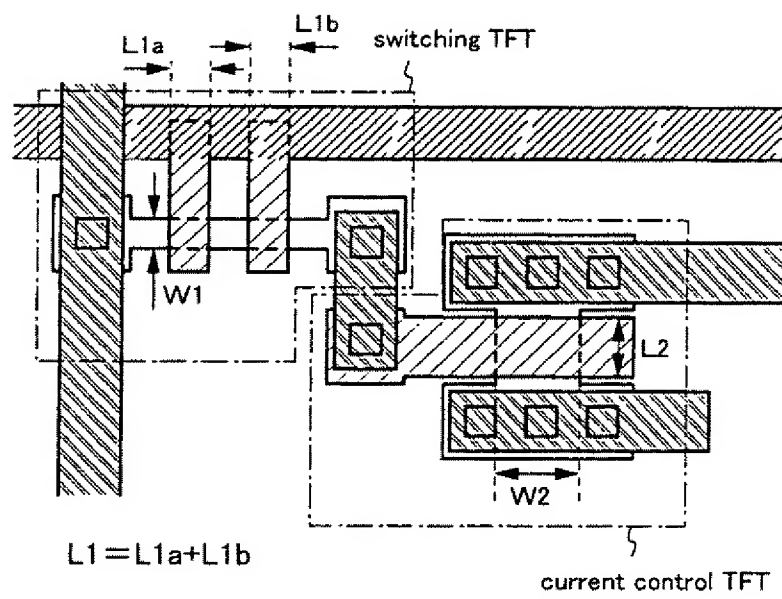 L1a
L1b
switching TFT
W1
L2
W2
L1=L1a+L1b
current control TFT